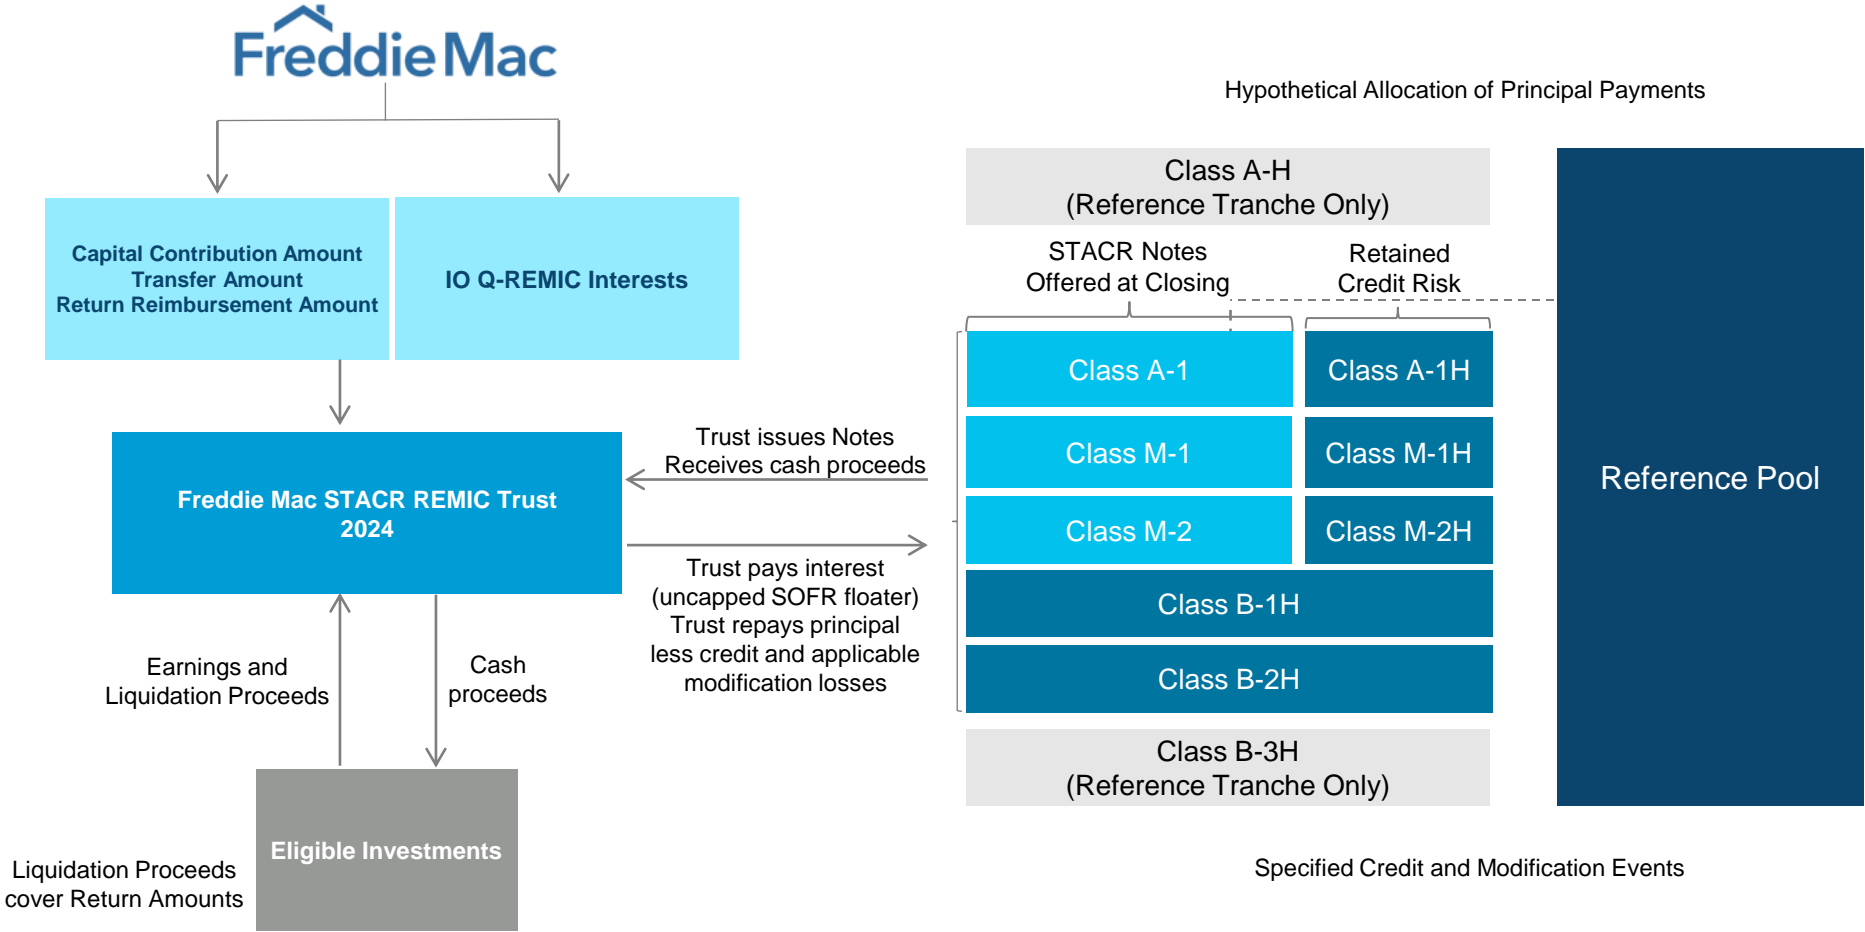 Freddie Mac
Capital Contribution Amount
Transfer Amount
Return Reimbursement Amount
IO Q-REMIC Interests
Freddie Mac STACR REMIC Trust
2024
Earnings and
Liquidation Proceeds
Cash
proceeds
Eligible Investments
Liquidation Proceeds
cover Return Amounts
Trust issues Notes
Receives cash proceeds
Trust pays interest
(uncapped SOFR floater)
Trust repays principal
less credit and applicable
modification losses
Hypothetical Allocation of Principal Payments
Class A-H
(Reference Tranche Only)
STACR Notes
Offered at Closing
Retained
Credit Risk
Class A-1
Class A-1H
Class M-1
Class M-1H
Class M-2
Class M-2H
Class B-1H
Class B-2H
Class B-3H
(Reference Tranche Only)
Reference Pool
Specified Credit and Modification Events